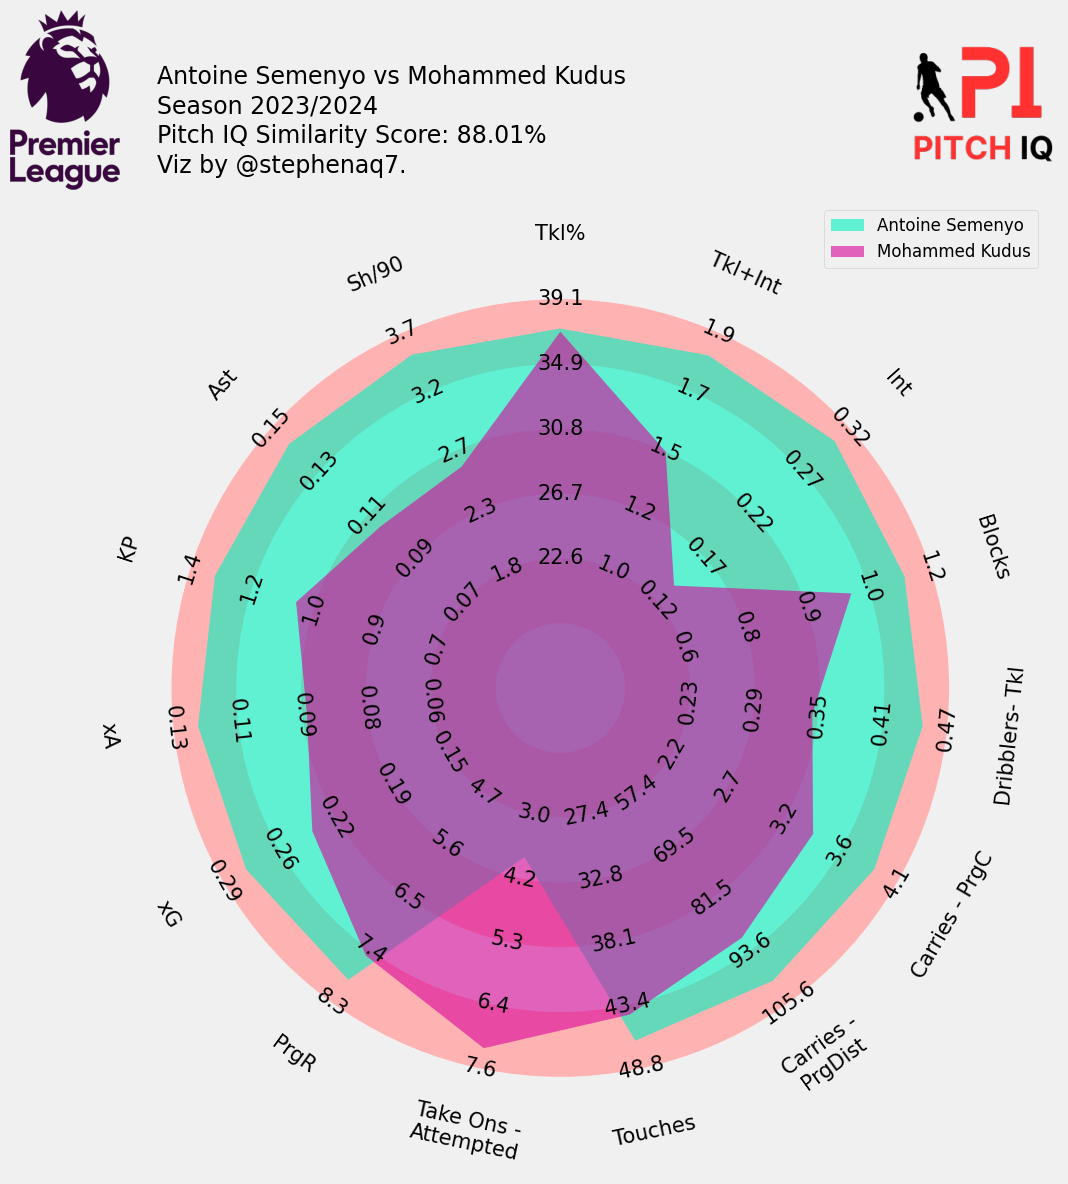 Premier
League
Antoine Semenyo vs Mohammed Kudus
Season 2023/2024
Pitch IQ Similarity Score: 88.01%
Viz by @stephenaq7.
PI
PITCH IQ
Antoine Semenyo
Mohammed Kudus
Tkl%
39.1
34.9
30.8
26.7
22.6
Tkl+Int
1.9
1.7
1.5
1.2
1.0
Int
0.32
0.27
0.22
0.17
0.12
Blocks
1.2
1.0
0.9
0.8
0.6
Dribblers- Tkl
0.47
0.41
0.35
0.29
0.23
Carries - PrgC
4.1
3.6
3.2
2.7
2.2
Carries -
PrgDist
105.6
93.6
81.5
69.5
57.4
Touches
48.8
43.4
38.1
32.8
27.4
Take Ons -
Attempted
7.6
6.4
5.3
4.2
3.0
PrgR
8.3
7.4
6.5
5.6
4.7
xG
0.29
0.26
0.22
0.19
0.15
xA
0.13
0.11
0.09
0.08
0.06
KP
1.4
1.2
1.0
0.9
0.7
Ast
0.15
0.13
0.11
0.09
0.07
Sh/90
3.7
3.2
2.7
2.3
1.8